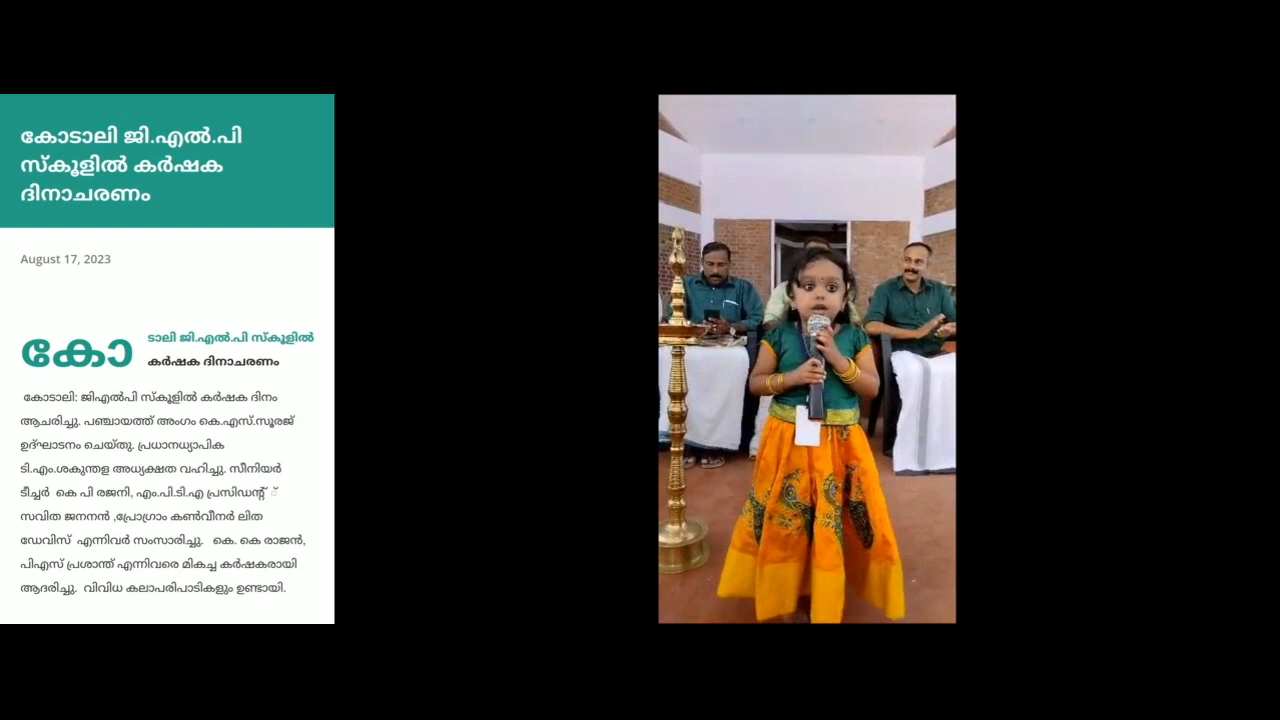 കോടാലി ജി.എൽ.പി
സ്കൂളിൽ കർഷക
ദിനാചരണം
August 17, 2023
കോ
ടാലി ജി.എൽ.പി സ്കൂളിൽ
കർഷക ദിനാചരണം
കോടാലി: ജിഎൽപി സ്കൂളിൽ കർഷക ദിനം
ആചരിച്ചു. പഞ്ചായത്ത് അംഗം കെ.എസ്.സൂരജ്
ഉദ്ഘാടനം ചെയ്തു. പ്രധാനധ്യാപിക
ടി.എം.ശകുന്തള അധ്യക്ഷത വഹിച്ചു. സീനിയർ
ടീച്ചർ കെ പി രജനി, എം.പി.ടി.എ പ്രസിഡന്റ് ്
സവിത ജനനൻ ,പ്രോഗ്രാം കൺവീനർ ലിത
ഡേവിസ് എന്നിവർ സംസാരിച്ചു. കെ. കെ രാജൻ,
പിഎസ് പ്രശാന്ത് എന്നിവരെ മികച്ച കർഷകരായി
ആദരിച്ചു. വിവിധ കലാപരിപാടികളും ഉണ്ടായി.